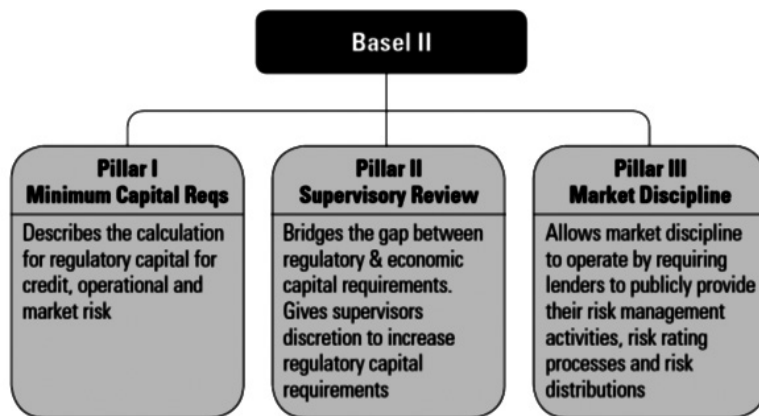 Basel II
Pillar I
Minimum Capital Reqs
Describes the calculation
for regulatory capital for
credit, operational and
market risk
Pillar II
Supervisory Review
Bridges the gap between
regulatory & economic
capital requirements.
Gives supervisors
discretion to increase
regulatory capital
requirements
Pillar III
Market Discipline
Allows market discipline
to operate by requiring
lenders to publicly provide
their risk management
activities, risk rating
processes and risk
distributions